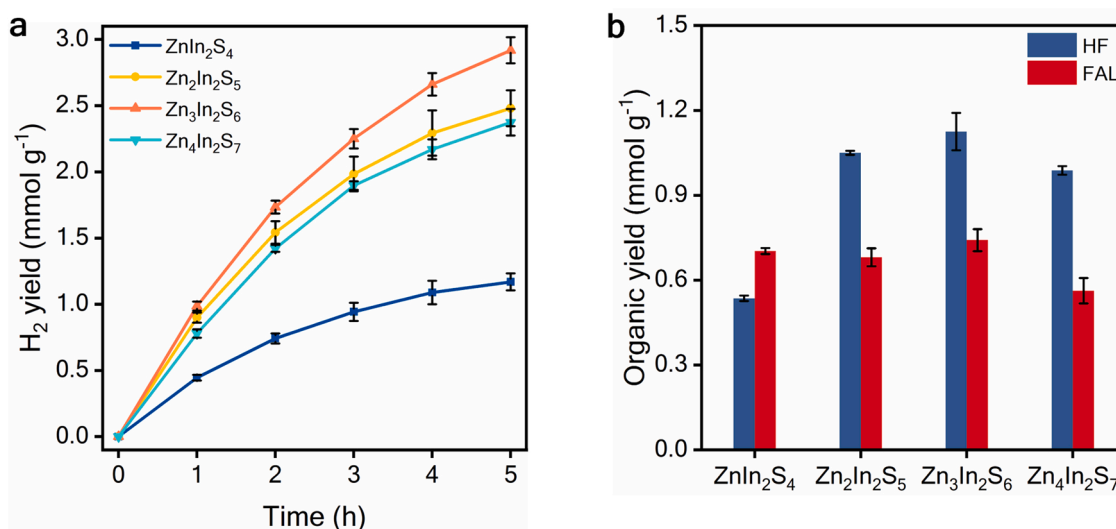 a
H₂ yield (mmol g⁻¹)
3.0
2.5
2.0
1.5
1.0
0.5
0.0
ZnIn₂S₄
Zn₂In₂S₅
Zn₃In₂S₆
Zn₄In₂S₇
0 1 2 3 4 5
Time (h)
b
Organic yield (mmol g⁻¹)
1.5
1.2
0.9
0.6
0.3
0.0
HF
FAL
ZnIn₂S₄ Zn₂In₂S₅ Zn₃In₂S₆ Zn₄In₂S₇